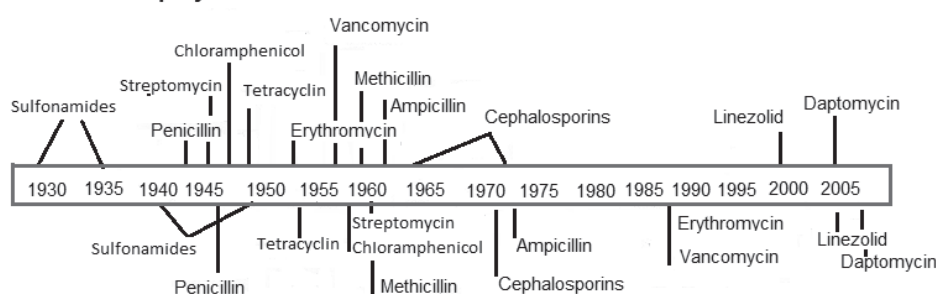 Vancomycin
Chloramphenicol
Streptomycin
Methicillin
Tetracyclin
Ampicillin
Sulfonamides
Cephalosporins
Linezolid
Daptomycin
Penicillin
Erythromycin
1930 1935 1940 1945 1950 1955 1960 1965 1970 1975 1980 1985 1990 1995 2000 2005
Streptomycin
Erythromycin
Sulfonamides
Tetracyclin
Chloramphenicol
Ampicillin
Vancomycin
Linezolid
Daptomycin
Penicillin
Methicillin
Cephalosporins